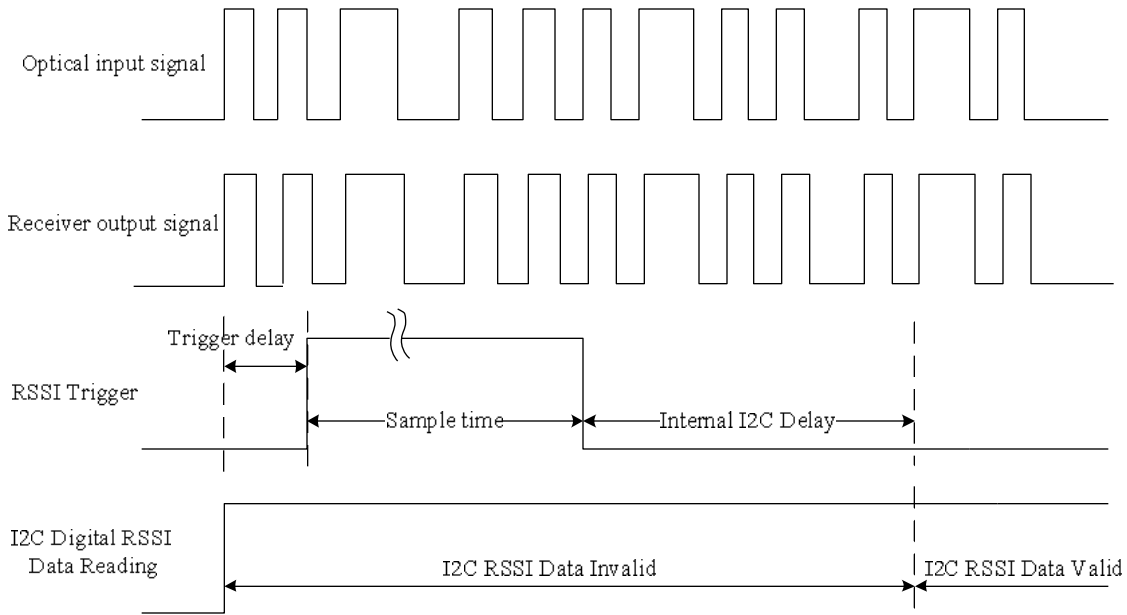 Optical input signal
Receiver output signal
Trigger delay
RSSI Trigger
Sample time
Internal I2C Delay
I2C Digital RSSI
Data Reading
I2C RSSI Data Invalid
I2C RSSI Data Valid